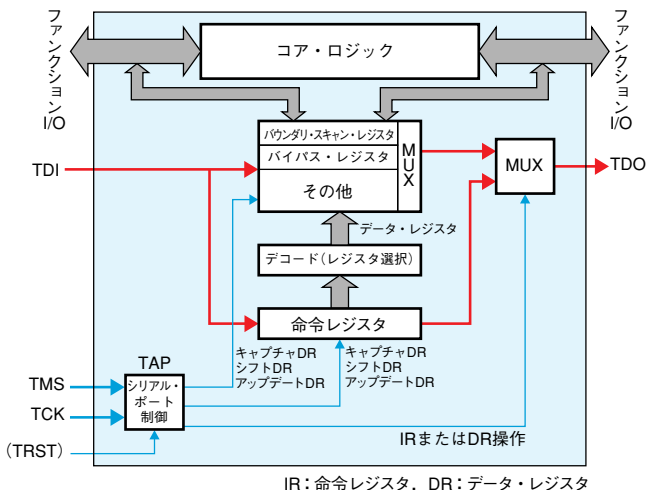 ファンクション
I/O
コア・ロジック
ファンクション
I/O
バウンダリ・スキャン・レジスタ
バイパス・レジスタ
その他
MUX
TDI
MUX
TDO
データ・レジスタ
デコード(レジスタ選択)
命令レジスタ
キャプチャDR
シフトDR
アップデートDR
キャプチャDR
シフトDR
アップデートDR
TAP
シリアル・
ポート
制御
TMS
TCK
(TRST)
IRまたはDR操作
IR:命令レジスタ,DR:データ・レジスタ